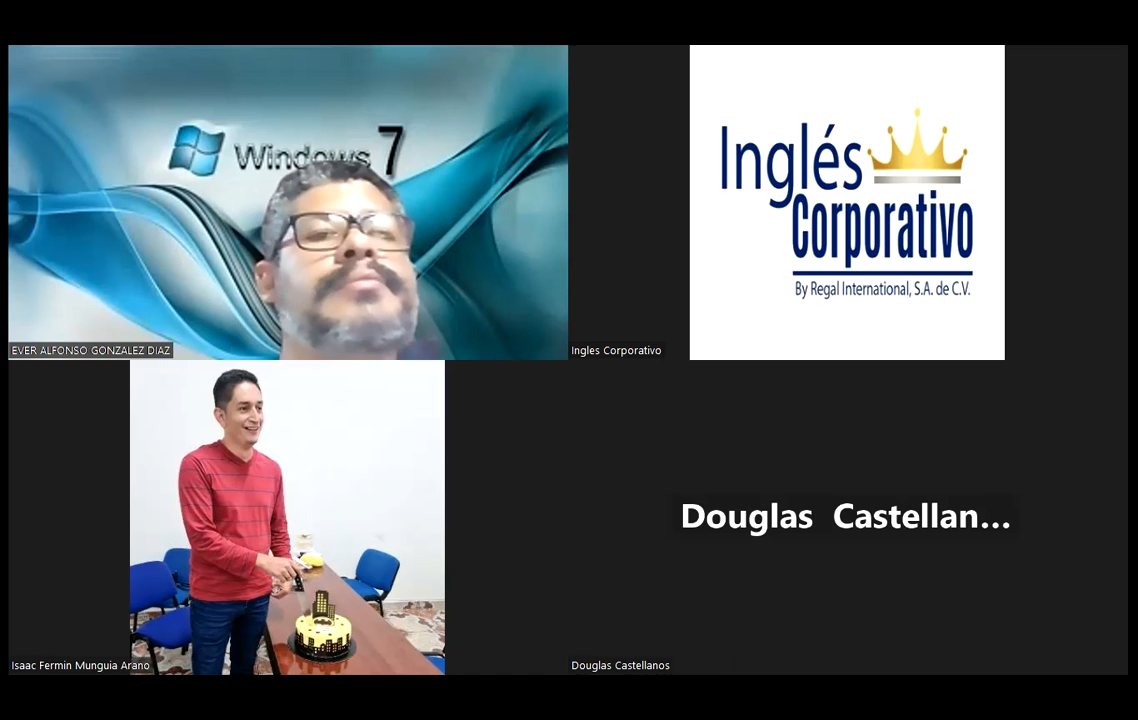 Windows 7
EVER ALFONSO GONZALEZ DIAZ
Inglés
Corporativo
By Regal International, S.A. de C.V.
Ingles Corporativo
Isaac Fermin Munguia Arano
Douglas Castellan...
Douglas Castellanos